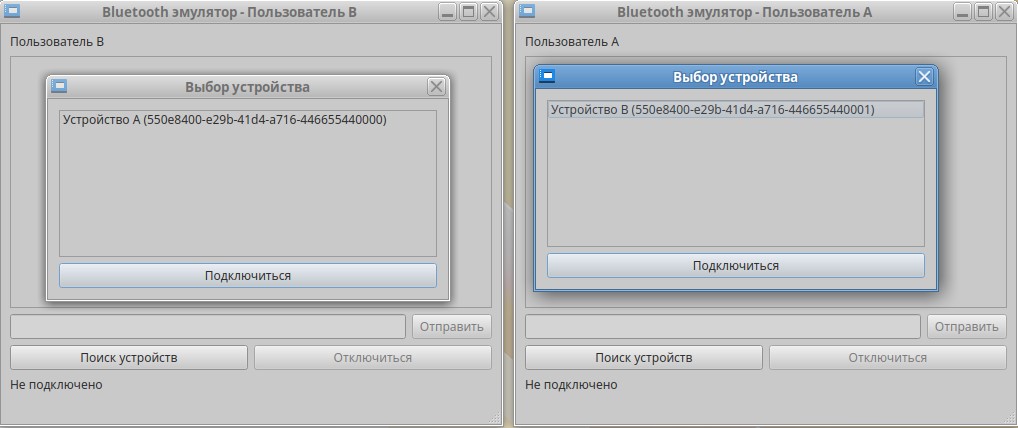 Bluetooth эмулятор - Пользователь B
Пользователь B
Выбор устройства
Устройство A (550e8400-e29b-41d4-a716-446655440000)
Подключиться
Отправить
Поиск устройств
Отключиться
Не подключено
Bluetooth эмулятор - Пользователь A
Пользователь A
Выбор устройства
Устройство B (550e8400-e29b-41d4-a716-446655440001)
Подключиться
Отправить
Поиск устройств
Отключиться
Не подключено